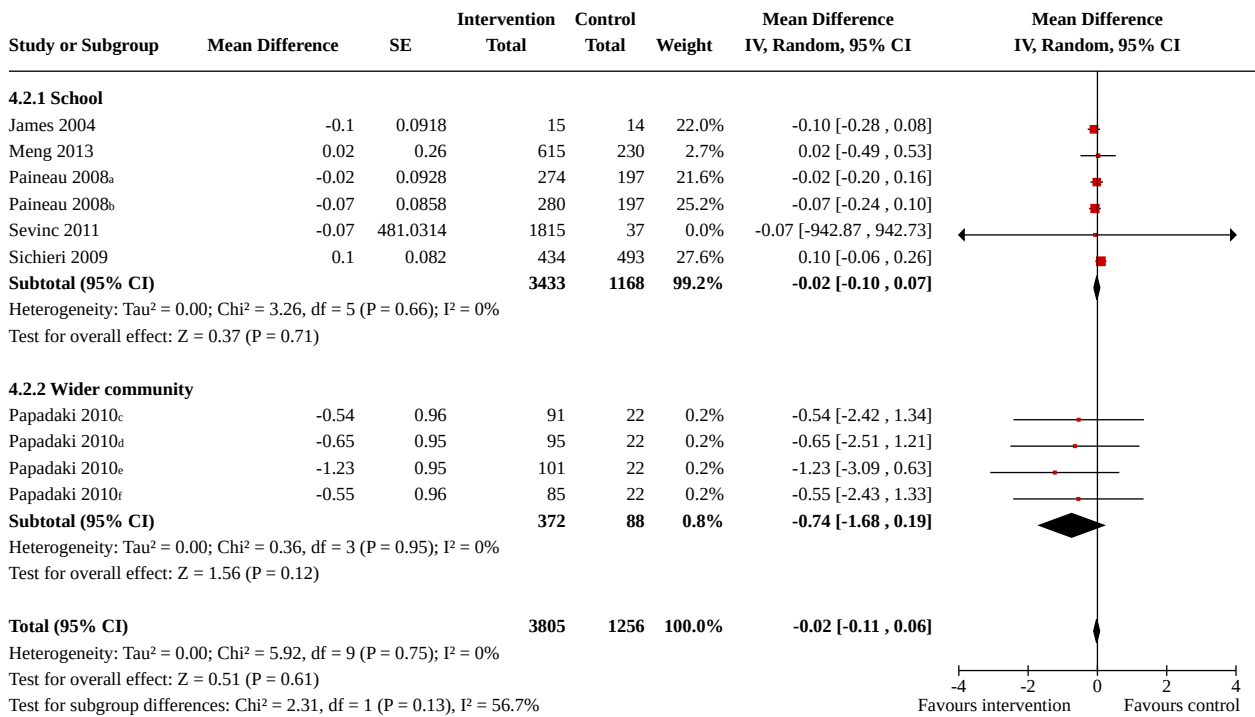 Intervention Control Mean Difference Mean Difference
Study or Subgroup Mean Difference SE Total Total Weight IV, Random, 95% CI IV, Random, 95% CI
4.2.1 School
James 2004 -0.1 0.0918 15 14 22.0% -0.10 [-0.28 , 0.08]
Meng 2013 0.02 0.26 615 230 2.7% 0.02 [-0.49 , 0.53]
Paineau 2008a -0.02 0.0928 274 197 21.6% -0.02 [-0.20 , 0.16]
Paineau 2008b -0.07 0.0858 280 197 25.2% -0.07 [-0.24 , 0.10]
Sevinc 2011 -0.07 481.0314 1815 37 0.0% -0.07 [-942.87 , 942.73]
Sichieri 2009 0.1 0.082 434 493 27.6% 0.10 [-0.06 , 0.26]
Subtotal (95% CI) 3433 1168 99.2% -0.02 [-0.10 , 0.07]
Heterogeneity: Tau² = 0.00; Chi² = 3.26, df = 5 (P = 0.66); I² = 0%
Test for overall effect: Z = 0.37 (P = 0.71)
4.2.2 Wider community
Papadaki 2010c -0.54 0.96 91 22 0.2% -0.54 [-2.42 , 1.34]
Papadaki 2010d -0.65 0.95 95 22 0.2% -0.65 [-2.51 , 1.21]
Papadaki 2010e -1.23 0.95 101 22 0.2% -1.23 [-3.09 , 0.63]
Papadaki 2010f -0.55 0.96 85 22 0.2% -0.55 [-2.43 , 1.33]
Subtotal (95% CI) 372 88 0.8% -0.74 [-1.68 , 0.19]
Heterogeneity: Tau² = 0.00; Chi² = 0.36, df = 3 (P = 0.95); I² = 0%
Test for overall effect: Z = 1.56 (P = 0.12)
Total (95% CI) 3805 1256 100.0% -0.02 [-0.11 , 0.06]
Heterogeneity: Tau² = 0.00; Chi² = 5.92, df = 9 (P = 0.75); I² = 0%
Test for overall effect: Z = 0.51 (P = 0.61)
Test for subgroup differences: Chi² = 2.31, df = 1 (P = 0.13), I² = 56.7%
-4 -2 0 2 4
Favours intervention Favours control